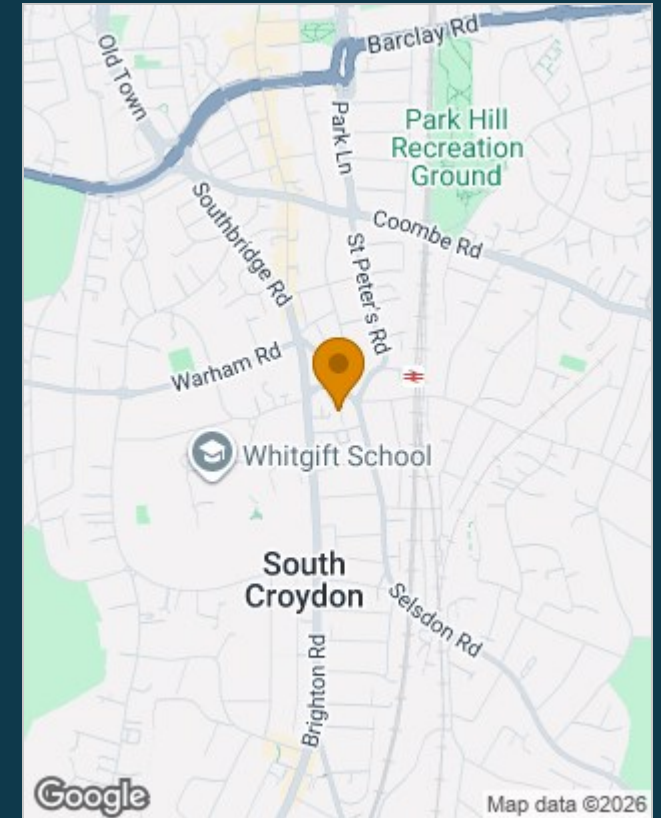 Old Town
Barclay Rd
Park Ln
Park Hill
Recreation
Ground
Southbridge Rd
Coombe Rd
St Peter's Rd
Warham Rd
Whitgift School
South
Croydon
Selsdon Rd
Brighton Rd
Google
Map data ©2026